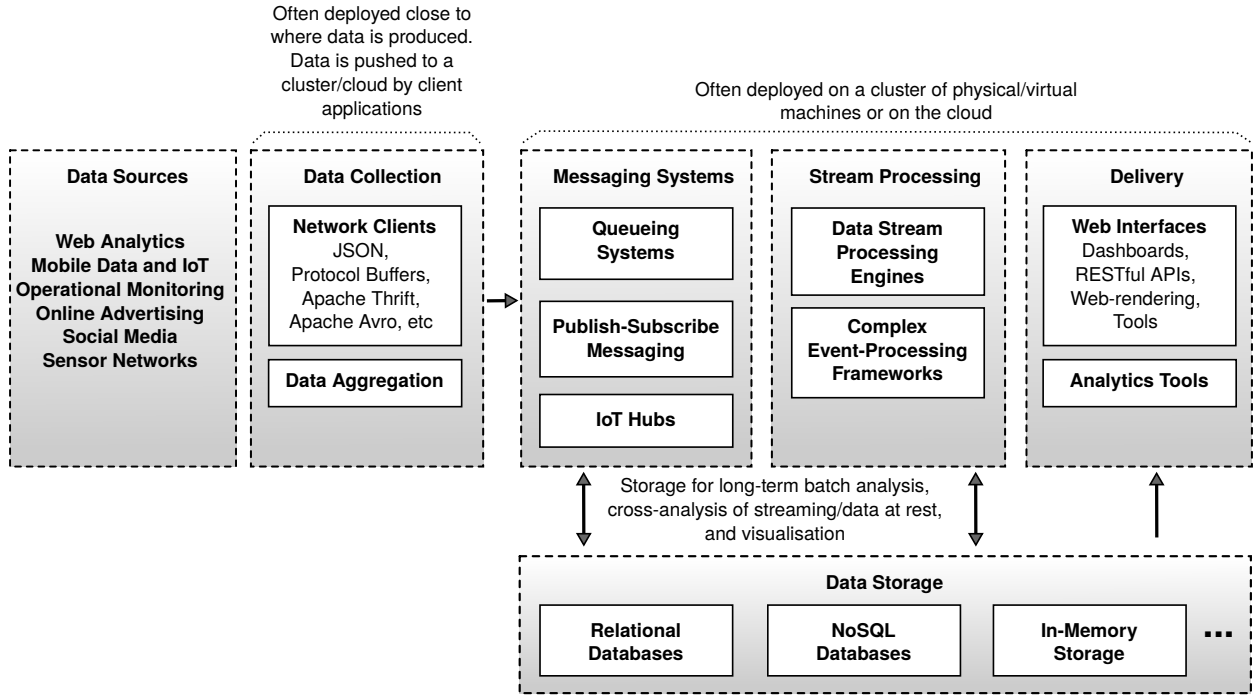 Often deployed close to
where data is produced.
Data is pushed to a
cluster/cloud by client
applications
Often deployed on a cluster of physical/virtual
machines or on the cloud
Data Sources
Web Analytics
Mobile Data and IoT
Operational Monitoring
Online Advertising
Social Media
Sensor Networks
Data Collection
Network Clients
JSON,
Protocol Buffers,
Apache Thrift,
Apache Avro, etc
Data Aggregation
Messaging Systems
Queueing
Systems
Publish-Subscribe
Messaging
IoT Hubs
Stream Processing
Data Stream
Processing
Engines
Complex
Event-Processing
Frameworks
Delivery
Web Interfaces
Dashboards,
RESTful APIs,
Web-rendering,
Tools
Analytics Tools
Storage for long-term batch analysis,
cross-analysis of streaming/data at rest,
and visualisation
Data Storage
Relational
Databases
NoSQL
Databases
In-Memory
Storage
...